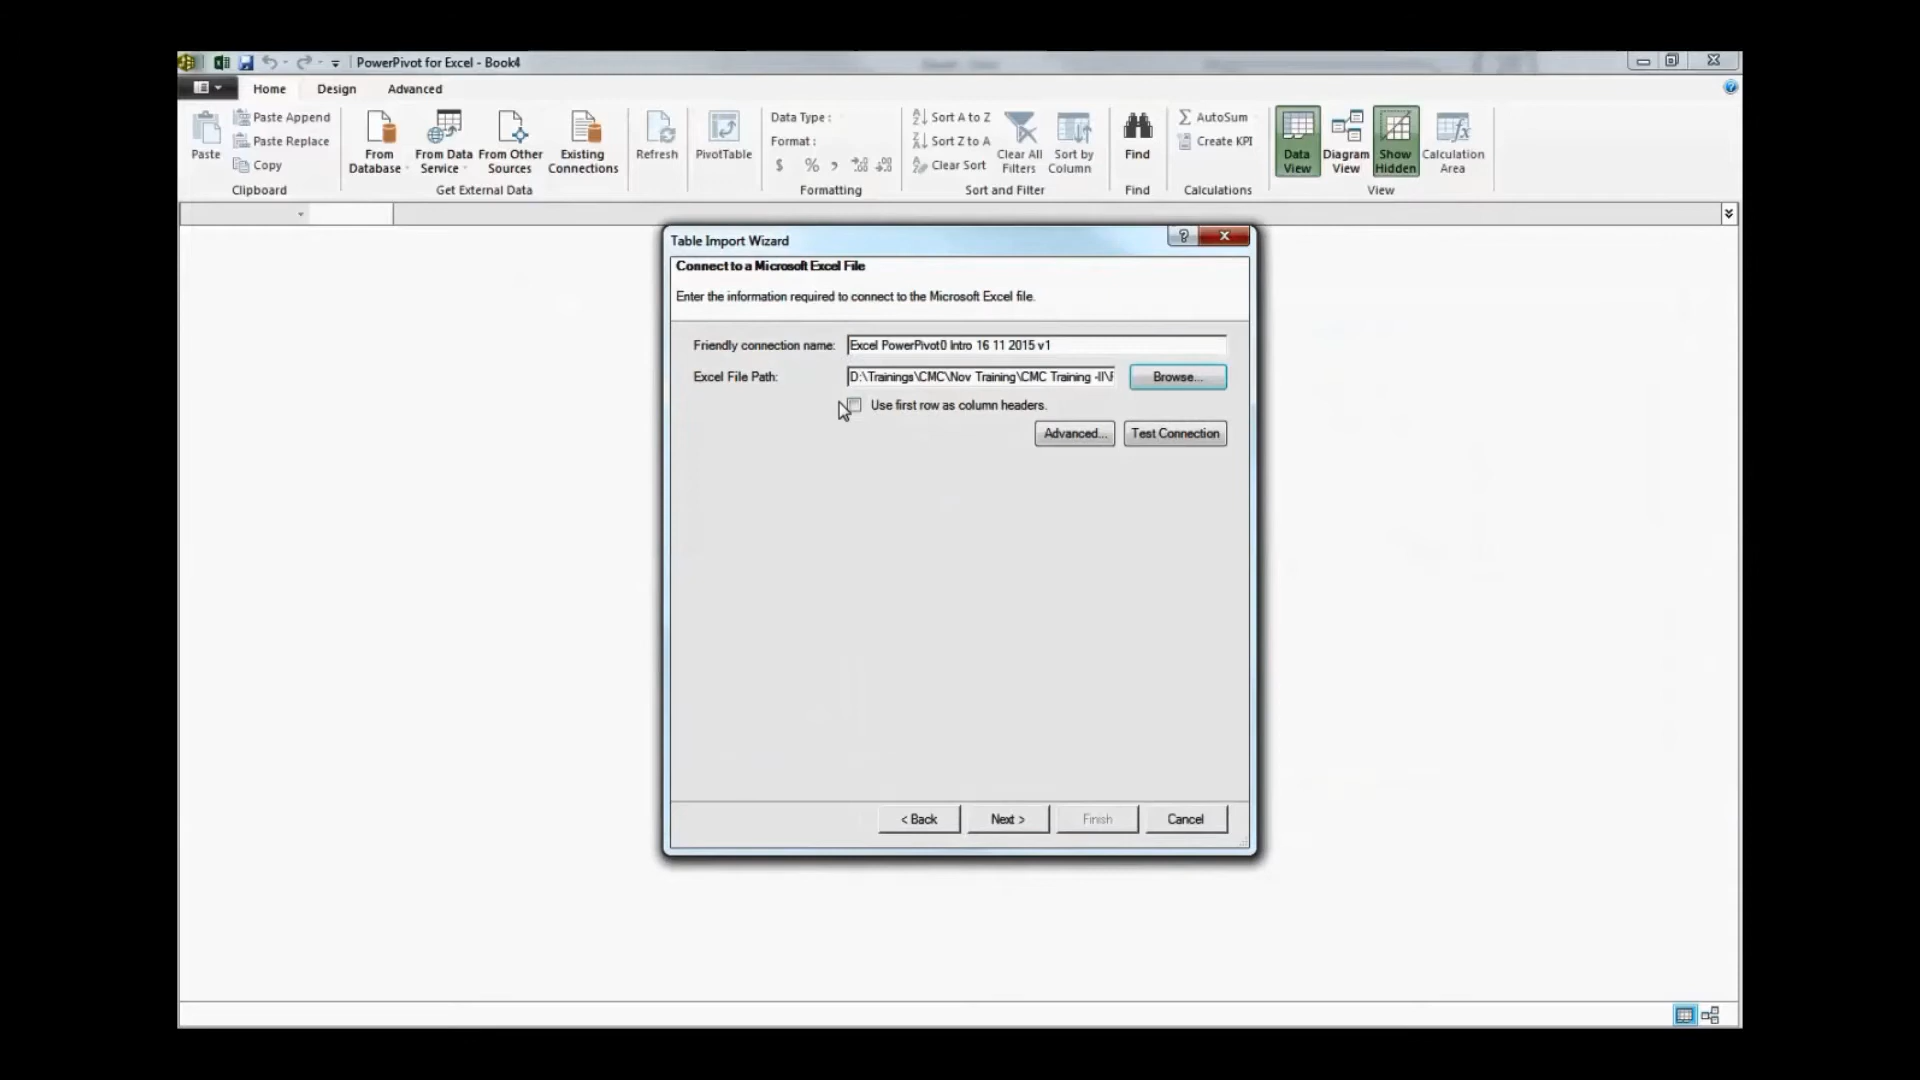 PowerPivot for Excel - Book4
Home Design Advanced
Paste
Paste Append
Paste Replace
Copy
Clipboard
From Database
From Data Service
From Other Sources
Existing Connections
Get External Data
Refresh
PivotTable
Data Type :
Format :
$ % ,
Formatting
Sort A to Z
Sort Z to A
Clear Sort
Clear All Filters
Sort by Column
Sort and Filter
Find
Find
AutoSum
Create KPI
Calculations
Data View
Diagram View
Show Hidden
Calculation Area
View
Table Import Wizard
Connect to a Microsoft Excel File
Enter the information required to connect to the Microsoft Excel file.
Friendly connection name: Excel PowerPivot0 Intro 16 11 2015 v1
Excel File Path: D:\Trainings\CMC\Nov Training\CMC Training -II\F Browse...
Use first row as column headers.
Advanced... Test Connection
< Back Next > Finish Cancel